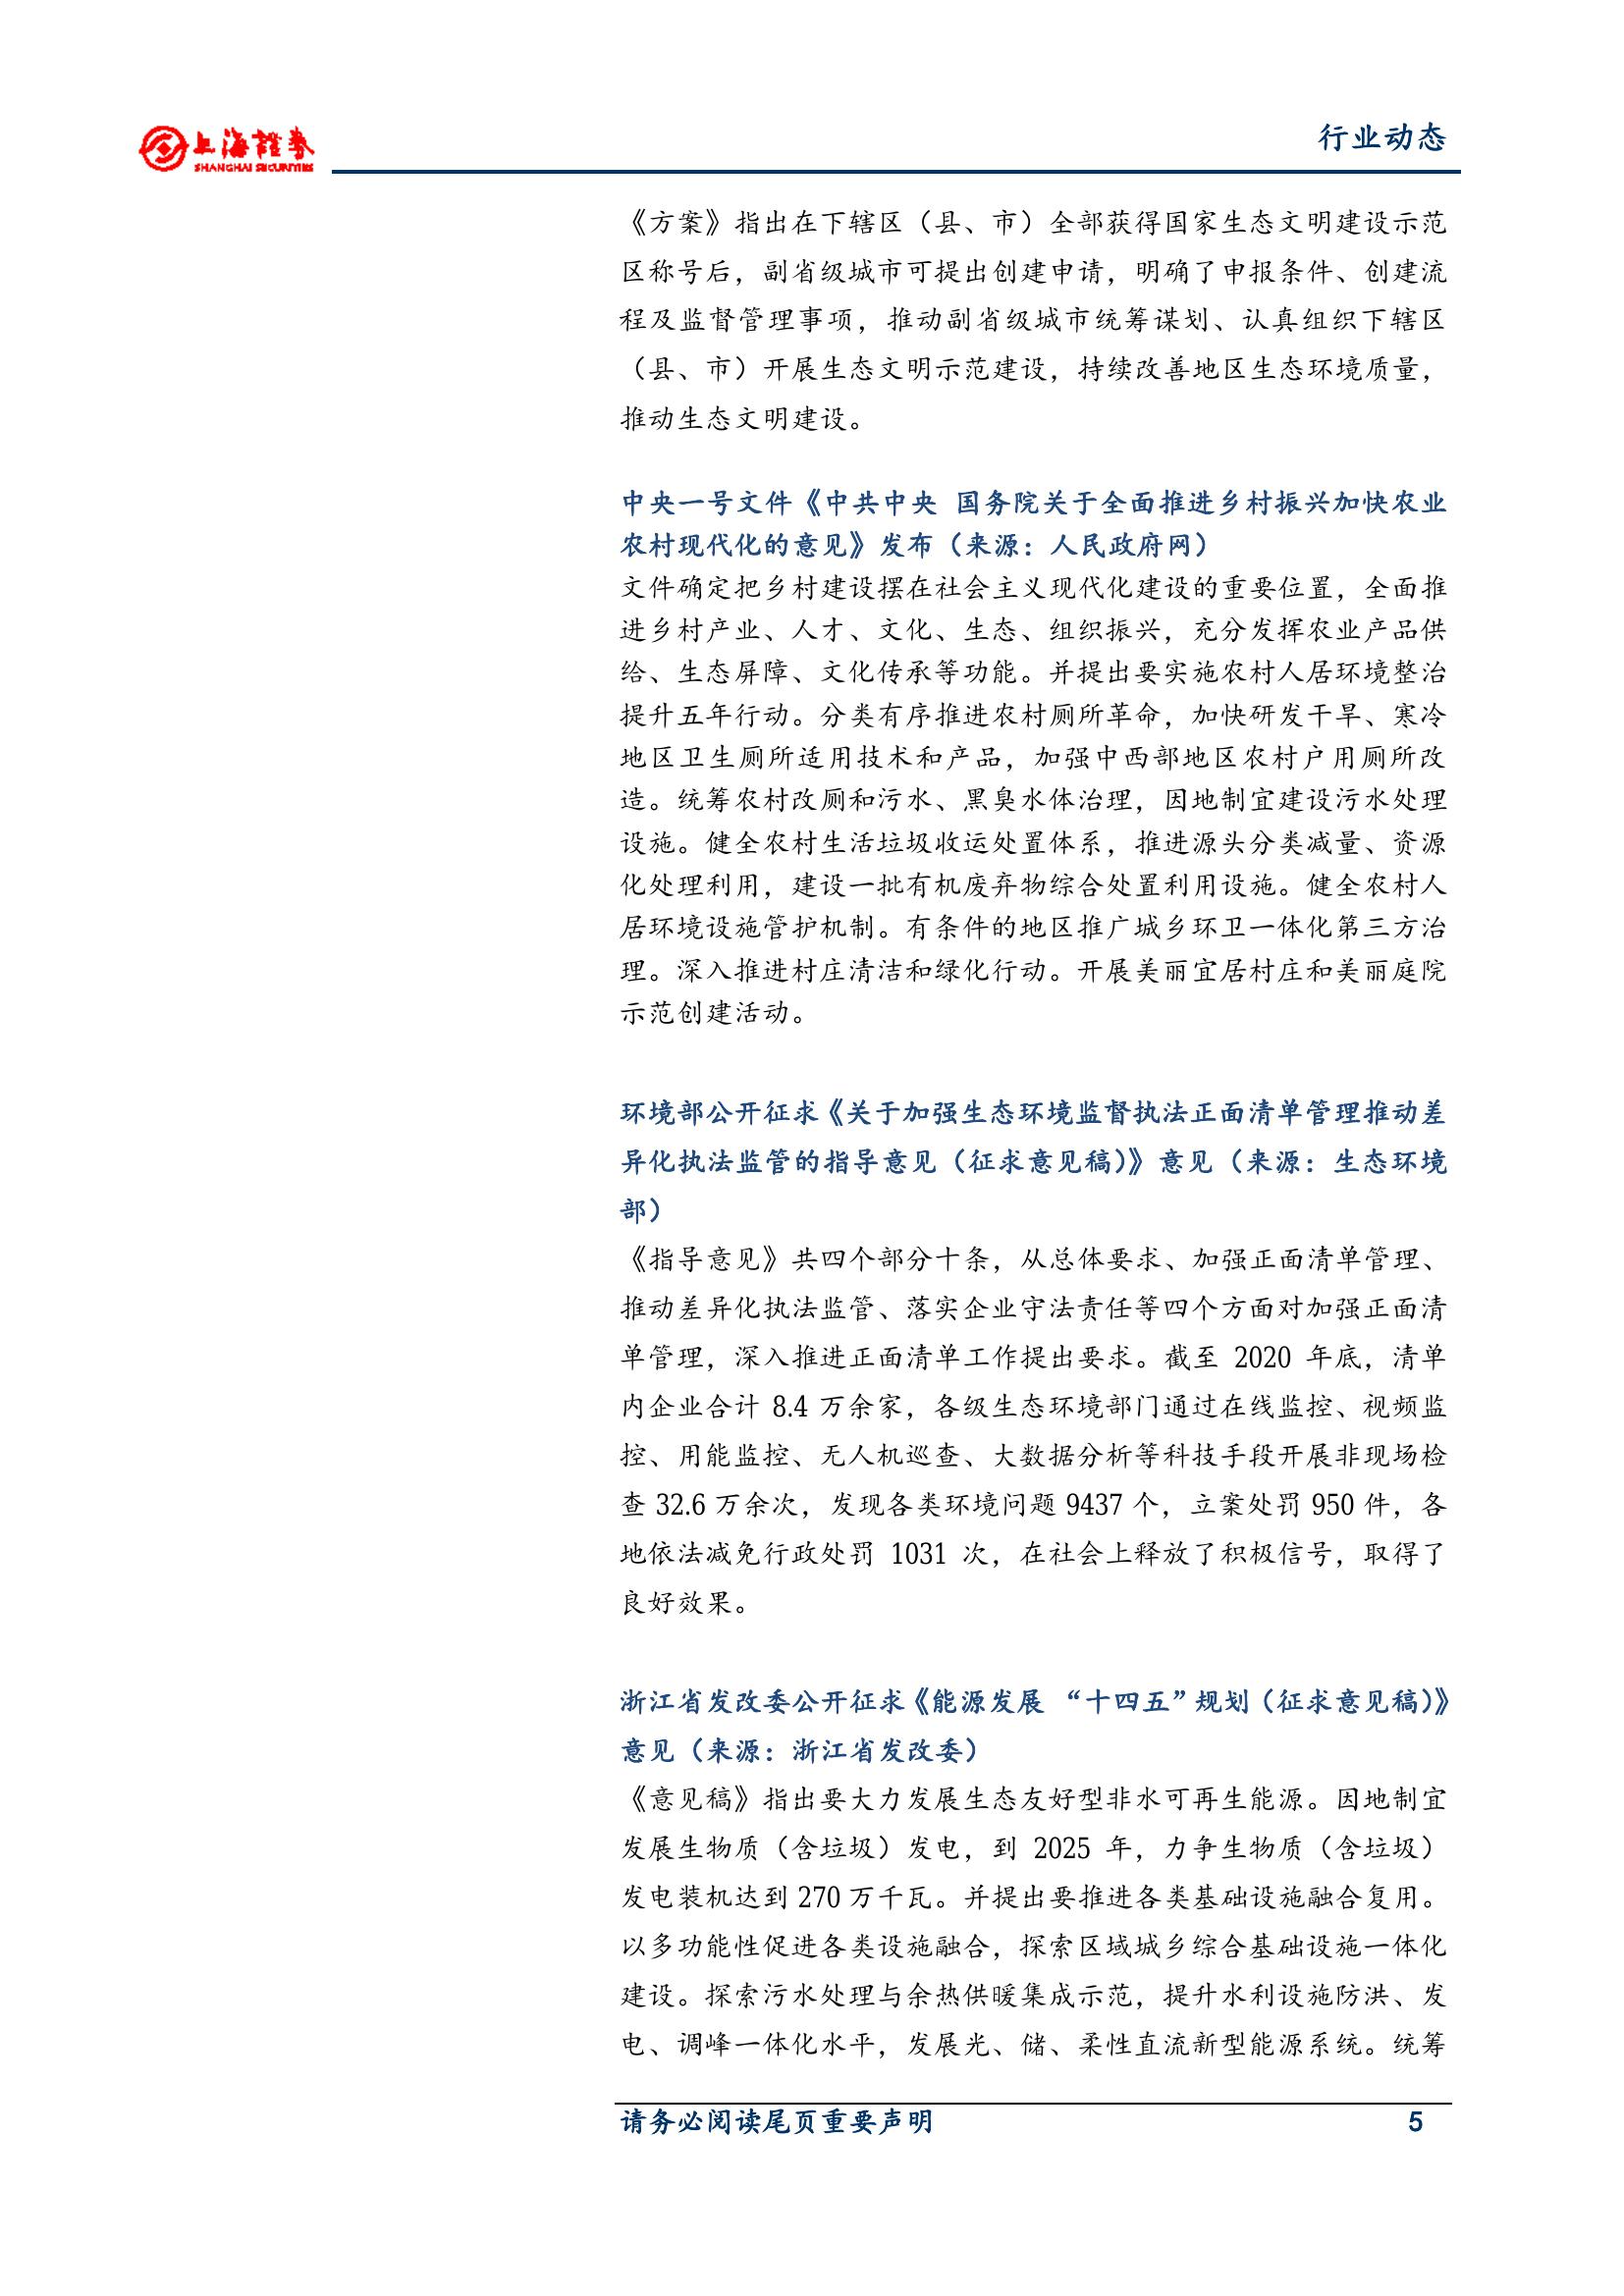 上海證券
SHANGHAI SECURITIES
行业动态
《方案》指出在下辖区（县、市）全部获得国家生态文明建设示范
区称号后，副省级城市可提出创建申请，明确了申报条件、创建流
程及监督管理事项，推动副省级城市统筹谋划、认真组织下辖区
（县、市）开展生态文明示范建设，持续改善地区生态环境质量，
推动生态文明建设。
中央一号文件《中共中央 国务院关于全面推进乡村振兴加快农业
农村现代化的意见》发布（来源：人民政府网）
文件确定把乡村建设摆在社会主义现代化建设的重要位置，全面推
进乡村产业、人才、文化、生态、组织振兴，充分发挥农业产品供
给、生态屏障、文化传承等功能。并提出要实施农村人居环境整治
提升五年行动。分类有序推进农村厕所革命，加快研发干旱、寒冷
地区卫生厕所适用技术和产品，加强中西部地区农村户用厕所改
造。统筹农村改厕和污水、黑臭水体治理，因地制宜建设污水处理
设施。健全农村生活垃圾收运处置体系，推进源头分类减量、资源
化处理利用，建设一批有机废弃物综合处置利用设施。健全农村人
居环境设施管护机制。有条件的地区推广城乡环卫一体化第三方治
理。深入推进村庄清洁和绿化行动。开展美丽宜居村庄和美丽庭院
示范创建活动。
环境部公开征求《关于加强生态环境监督执法正面清单管理推动差
异化执法监管的指导意见（征求意见稿）》意见（来源：生态环境
部）
《指导意见》共四个部分十条，从总体要求、加强正面清单管理、
推动差异化执法监管、落实企业守法责任等四个方面对加强正面清
单管理，深入推进正面清单工作提出要求。截至 2020 年底，清单
内企业合计 8.4 万余家，各级生态环境部门通过在线监控、视频监
控、用能监控、无人机巡查、大数据分析等科技手段开展非现场检
查 32.6 万余次，发现各类环境问题 9437 个，立案处罚 950 件，各
地依法减免行政处罚 1031 次，在社会上释放了积极信号，取得了
良好效果。
浙江省发改委公开征求《能源发展 “十四五”规划（征求意见稿）》
意见（来源：浙江省发改委）
《意见稿》指出要大力发展生态友好型非水可再生能源。因地制宜
发展生物质（含垃圾）发电，到 2025 年，力争生物质（含垃圾）
发电装机达到 270 万千瓦。并提出要推进各类基础设施融合复用。
以多功能性促进各类设施融合，探索区域城乡综合基础设施一体化
建设。探索污水处理与余热供暖集成示范，提升水利设施防洪、发
电、调峰一体化水平，发展光、储、柔性直流新型能源系统。统筹
请务必阅读尾页重要声明 5